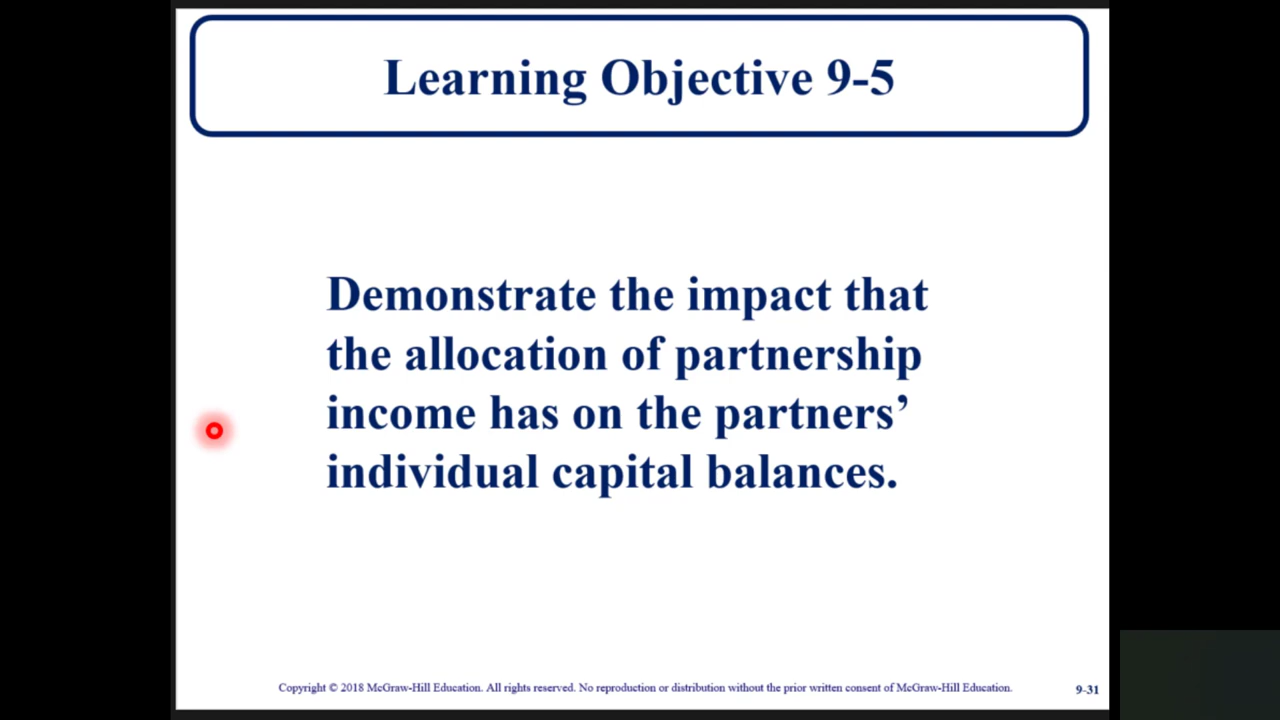 Learning Objective 9-5
Demonstrate the impact that
the allocation of partnership
income has on the partners’
individual capital balances.
Copyright © 2018 McGraw-Hill Education. All rights reserved. No reproduction or distribution without the prior written consent of McGraw-Hill Education.
9-31